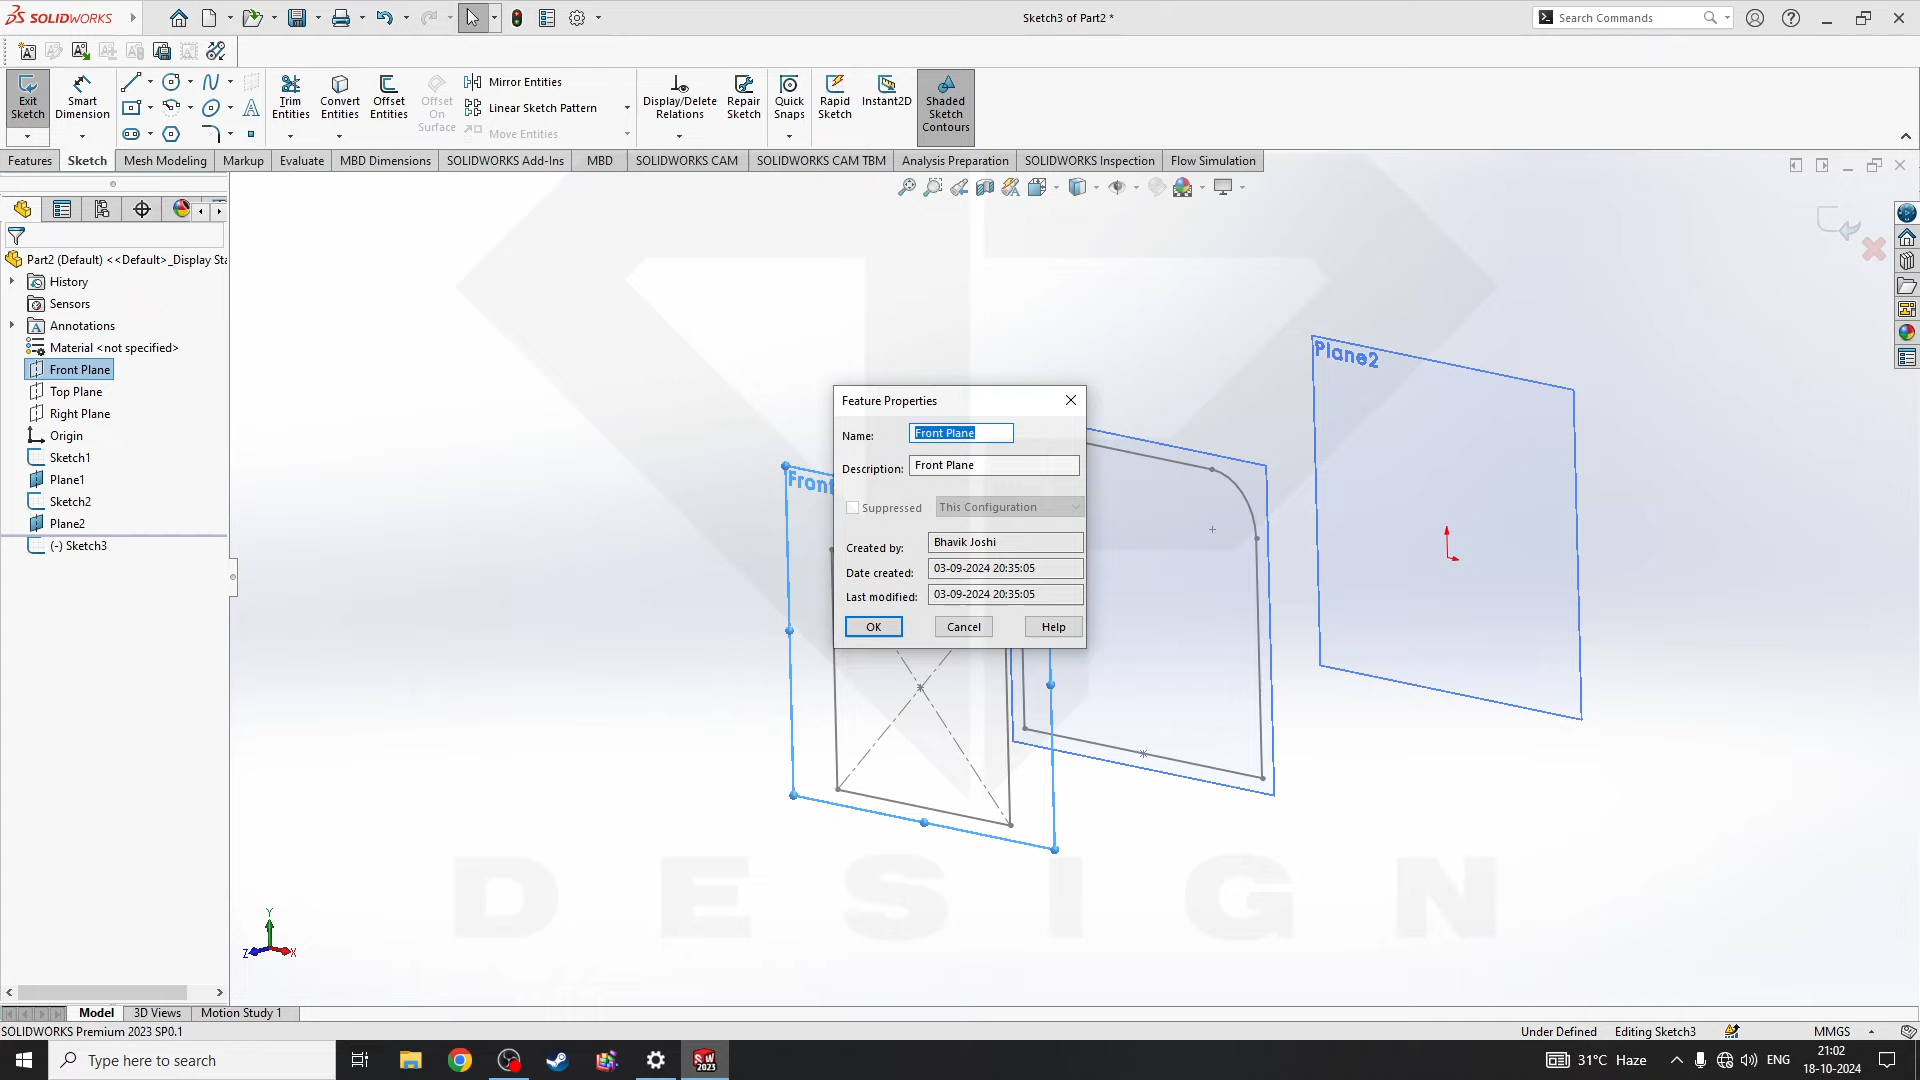 SOLIDWORKS
Sketch3 of Part2 *
Search Commands
Exit Sketch
Smart Dimension
Trim Entities
Convert Entities
Offset Entities
Offset On Surface
Mirror Entities
Linear Sketch Pattern
Move Entities
Display/Delete Relations
Repair Sketch
Quick Snaps
Rapid Sketch
Instant2D
Shaded Sketch Contours
Features
Sketch
Mesh Modeling
Markup
Evaluate
MBD Dimensions
SOLIDWORKS Add-Ins
MBD
SOLIDWORKS CAM
SOLIDWORKS CAM TBM
Analysis Preparation
SOLIDWORKS Inspection
Flow Simulation
Part2 (Default) <<Default>_Display Sta
History
Sensors
Annotations
Material <not specified>
Front Plane
Top Plane
Right Plane
Origin
Sketch1
Plane1
Sketch2
Plane2
(-) Sketch3
Plane2
Front
Feature Properties
Name: Front Plane
Description: Front Plane
Suppressed This Configuration
Created by: Bhavik Joshi
Date created: 03-09-2024 20:35:05
Last modified: 03-09-2024 20:35:05
OK Cancel Help
DESIGN
Y
Z X
Model
3D Views
Motion Study 1
SOLIDWORKS Premium 2023 SP0.1
Under Defined
Editing Sketch3
MMGS
Type here to search
SW 2023
31°C Haze
ENG
21:02
18-10-2024